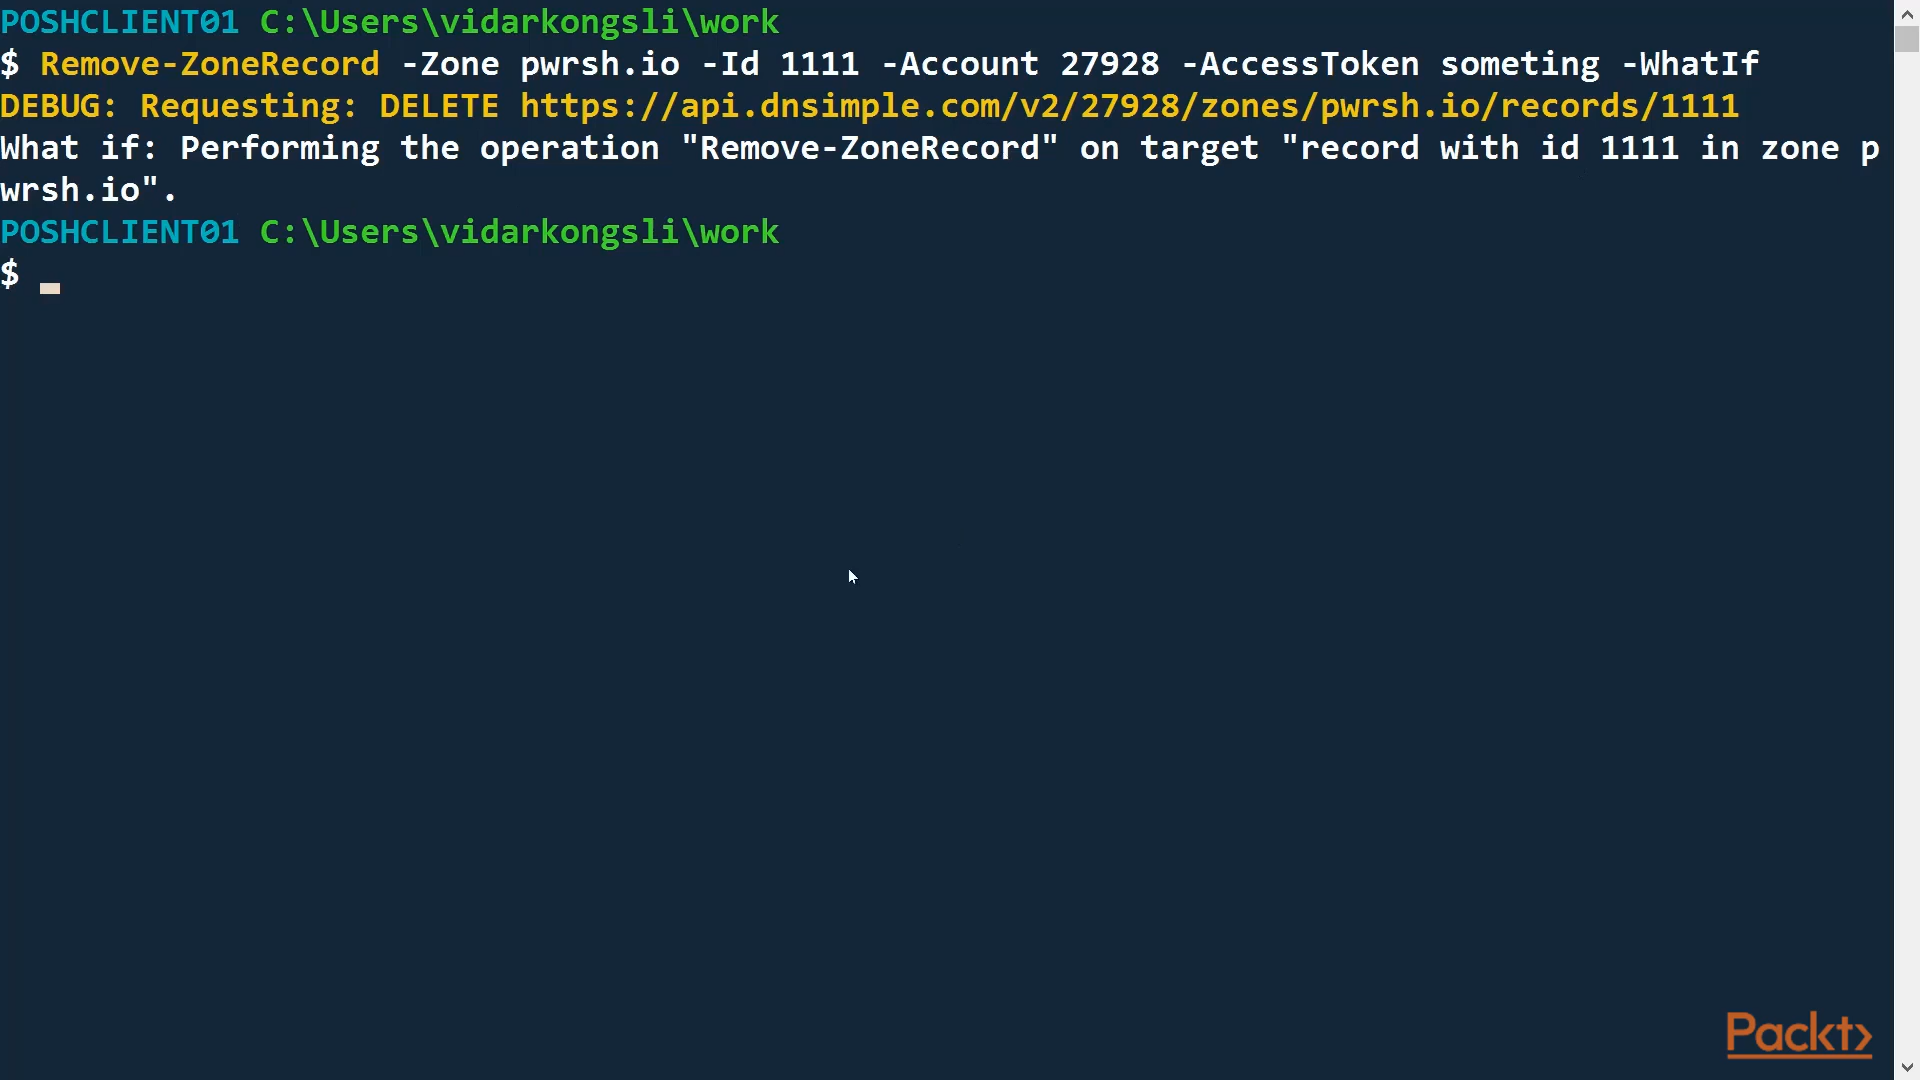 POSHCLIENT01 C:\Users\vidarkongsli\work
$ Remove-ZoneRecord -Zone pwrsh.io -Id 1111 -Account 27928 -AccessToken someting -WhatIf
DEBUG: Requesting: DELETE https://api.dnsimple.com/v2/27928/zones/pwrsh.io/records/1111
What if: Performing the operation "Remove-ZoneRecord" on target "record with id 1111 in zone p
wrsh.io".
POSHCLIENT01 C:\Users\vidarkongsli\work
$
Packt>